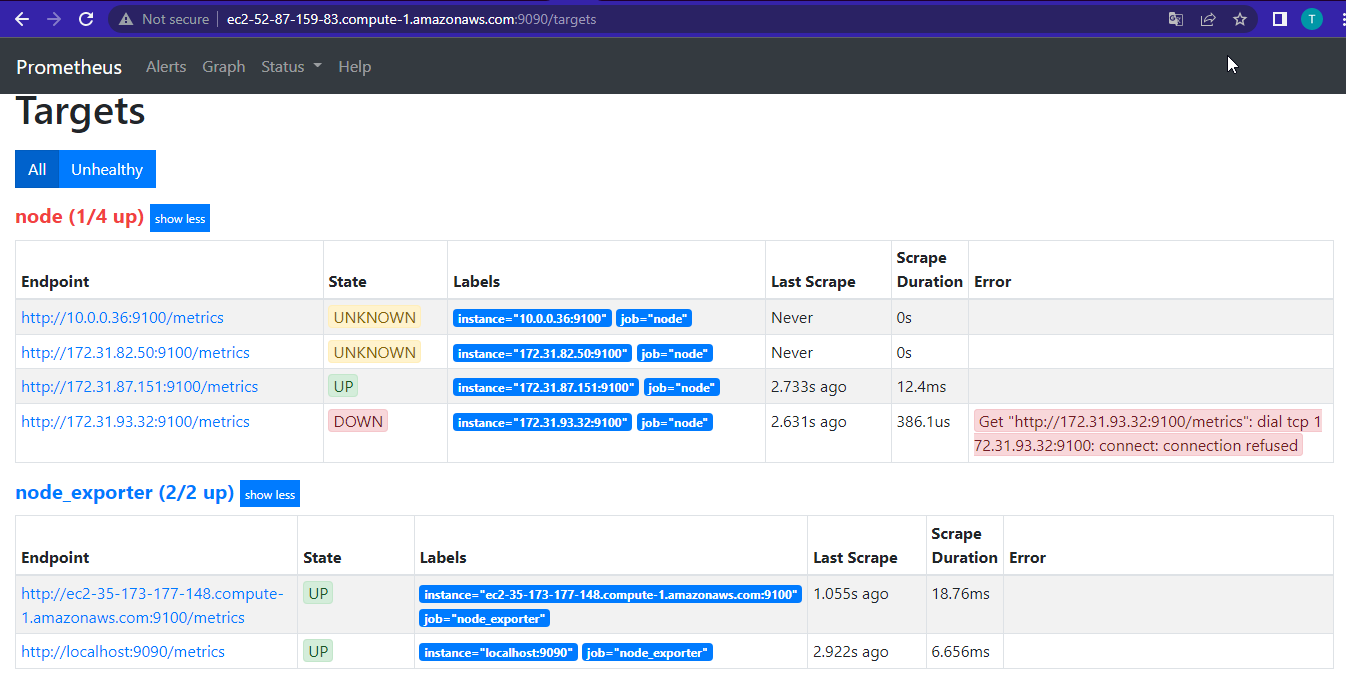 Not secure | ec2-52-87-159-83.compute-1.amazonaws.com:9090/targets
T
Prometheus Alerts Graph Status Help
Targets
All Unhealthy
node (1/4 up) show less
Endpoint State Labels Last Scrape Scrape Duration Error
http://10.0.0.36:9100/metrics UNKNOWN instance="10.0.0.36:9100" job="node" Never 0s
http://172.31.82.50:9100/metrics UNKNOWN instance="172.31.82.50:9100" job="node" Never 0s
http://172.31.87.151:9100/metrics UP instance="172.31.87.151:9100" job="node" 2.733s ago 12.4ms
http://172.31.93.32:9100/metrics DOWN instance="172.31.93.32:9100" job="node" 2.631s ago 386.1us Get "http://172.31.93.32:9100/metrics": dial tcp 1
72.31.93.32:9100: connect: connection refused
node_exporter (2/2 up) show less
Endpoint State Labels Last Scrape Scrape Duration Error
http://ec2-35-173-177-148.compute- UP instance="ec2-35-173-177-148.compute-1.amazonaws.com:9100" 1.055s ago 18.76ms
1.amazonaws.com:9100/metrics job="node_exporter"
http://localhost:9090/metrics UP instance="localhost:9090" job="node_exporter" 2.922s ago 6.656ms